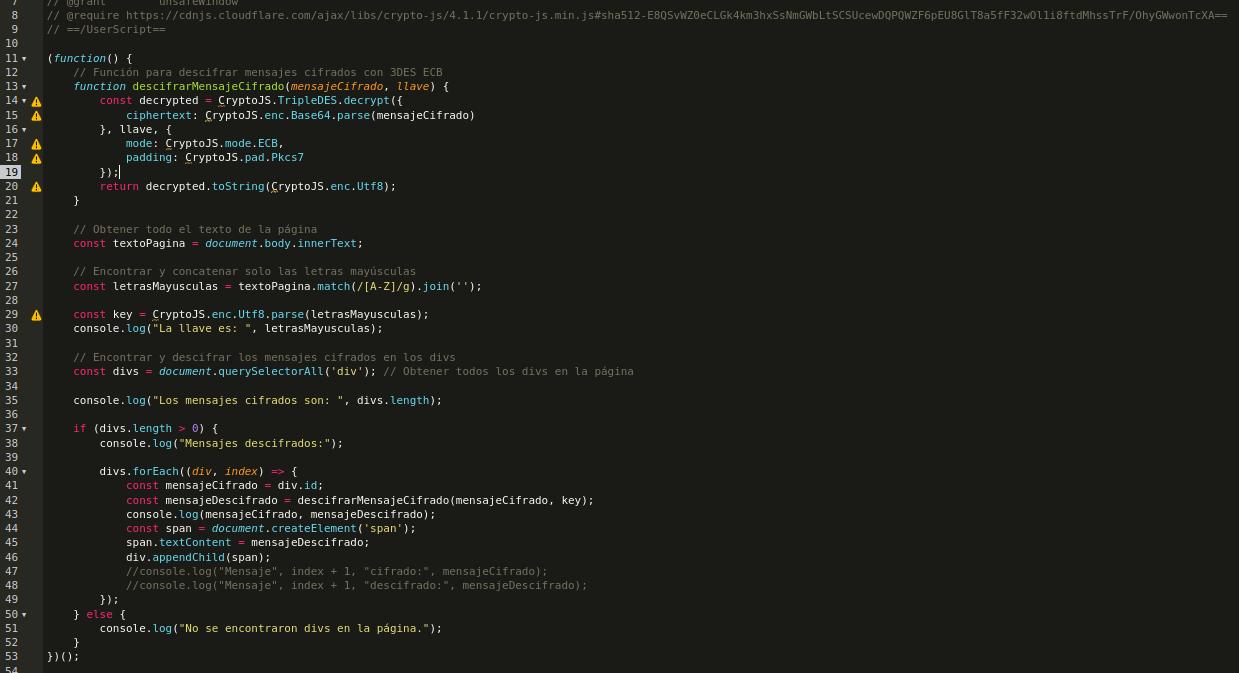 7 // @grant        unsafeWindow
8 // @require https://cdnjs.cloudflare.com/ajax/libs/crypto-js/4.1.1/crypto-js.min.js#sha512-E8QSvWZ0eCLGk4km3hxSsNmGWbLtSCSUcewDQPQWZF6pEU8GlT8a5fF32wOl1i8ftdMhssTrF/OhyGWwonTcXA==
9 // ==/UserScript==
10
11 (function() {
12     // Función para descifrar mensajes cifrados con 3DES ECB
13     function descifrarMensajeCifrado(mensajeCifrado, llave) {
14         const decrypted = CryptoJS.TripleDES.decrypt({
15             ciphertext: CryptoJS.enc.Base64.parse(mensajeCifrado)
16         }, llave, {
17             mode: CryptoJS.mode.ECB,
18             padding: CryptoJS.pad.Pkcs7
19         });
20         return decrypted.toString(CryptoJS.enc.Utf8);
21     }
22
23     // Obtener todo el texto de la página
24     const textoPagina = document.body.innerText;
25
26     // Encontrar y concatenar solo las letras mayúsculas
27     const letrasMayusculas = textoPagina.match(/[A-Z]/g).join('');
28
29     const key = CryptoJS.enc.Utf8.parse(letrasMayusculas);
30     console.log("La llave es: ", letrasMayusculas);
31
32     // Encontrar y descifrar los mensajes cifrados en los divs
33     const divs = document.querySelectorAll('div'); // Obtener todos los divs en la página
34
35     console.log("Los mensajes cifrados son: ", divs.length);
36
37     if (divs.length > 0) {
38         console.log("Mensajes descifrados:");
39
40         divs.forEach((div, index) => {
41             const mensajeCifrado = div.id;
42             const mensajeDescifrado = descifrarMensajeCifrado(mensajeCifrado, key);
43             console.log(mensajeCifrado, mensajeDescifrado);
44             const span = document.createElement('span');
45             span.textContent = mensajeDescifrado;
46             div.appendChild(span);
47             //console.log("Mensaje", index + 1, "cifrado:", mensajeCifrado);
48             //console.log("Mensaje", index + 1, "descifrado:", mensajeDescifrado);
49         });
50     } else {
51         console.log("No se encontraron divs en la página.");
52     }
53 })();
54